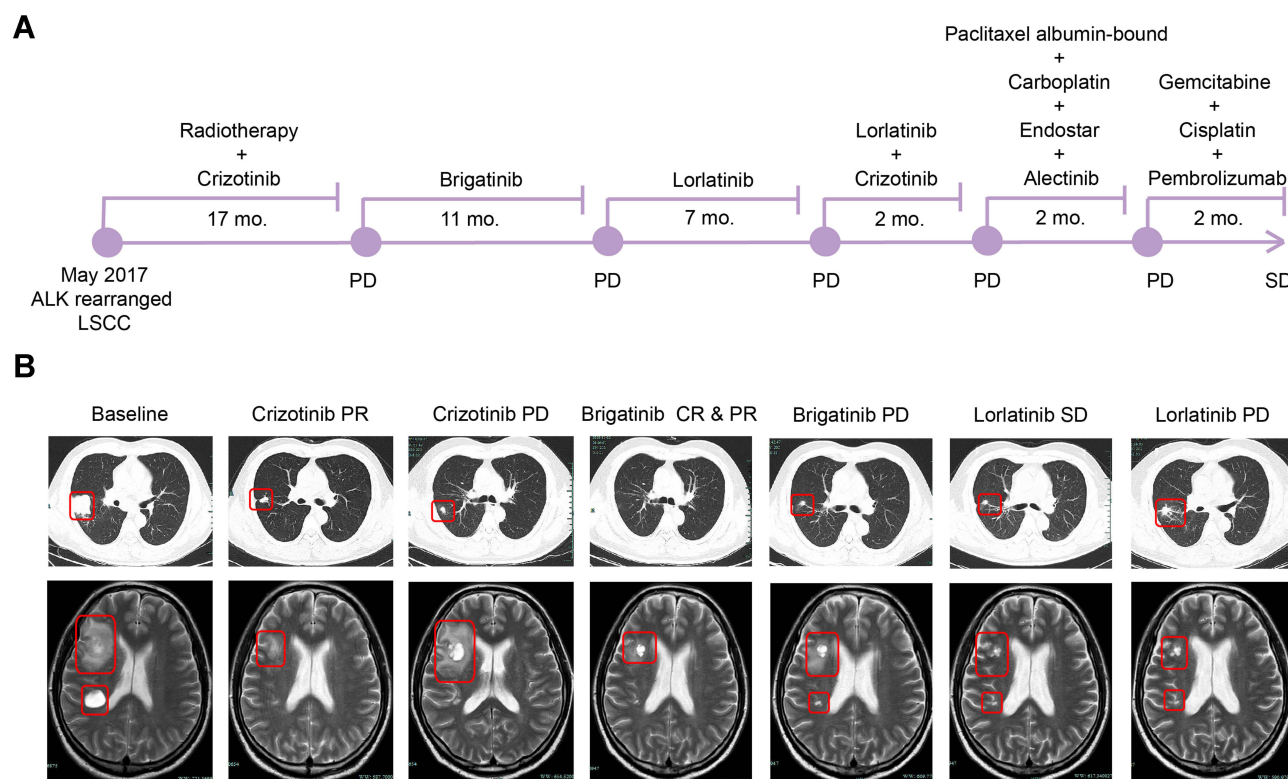 A
Radiotherapy
+
Crizotinib
17 mo.
Brigatinib
11 mo.
Lorlatinib
7 mo.
Lorlatinib
+
Crizotinib
2 mo.
Paclitaxel albumin-bound
+
Carboplatin
+
Endostar
+
Alectinib
2 mo.
Gemcitabine
+
Cisplatin
+
Pembrolizumab
2 mo.
May 2017
ALK rearranged
LSCC
PD
PD
PD
PD
PD
SD
B
Baseline
Crizotinib PR
Crizotinib PD
Brigatinib CR & PR
Brigatinib PD
Lorlatinib SD
Lorlatinib PD